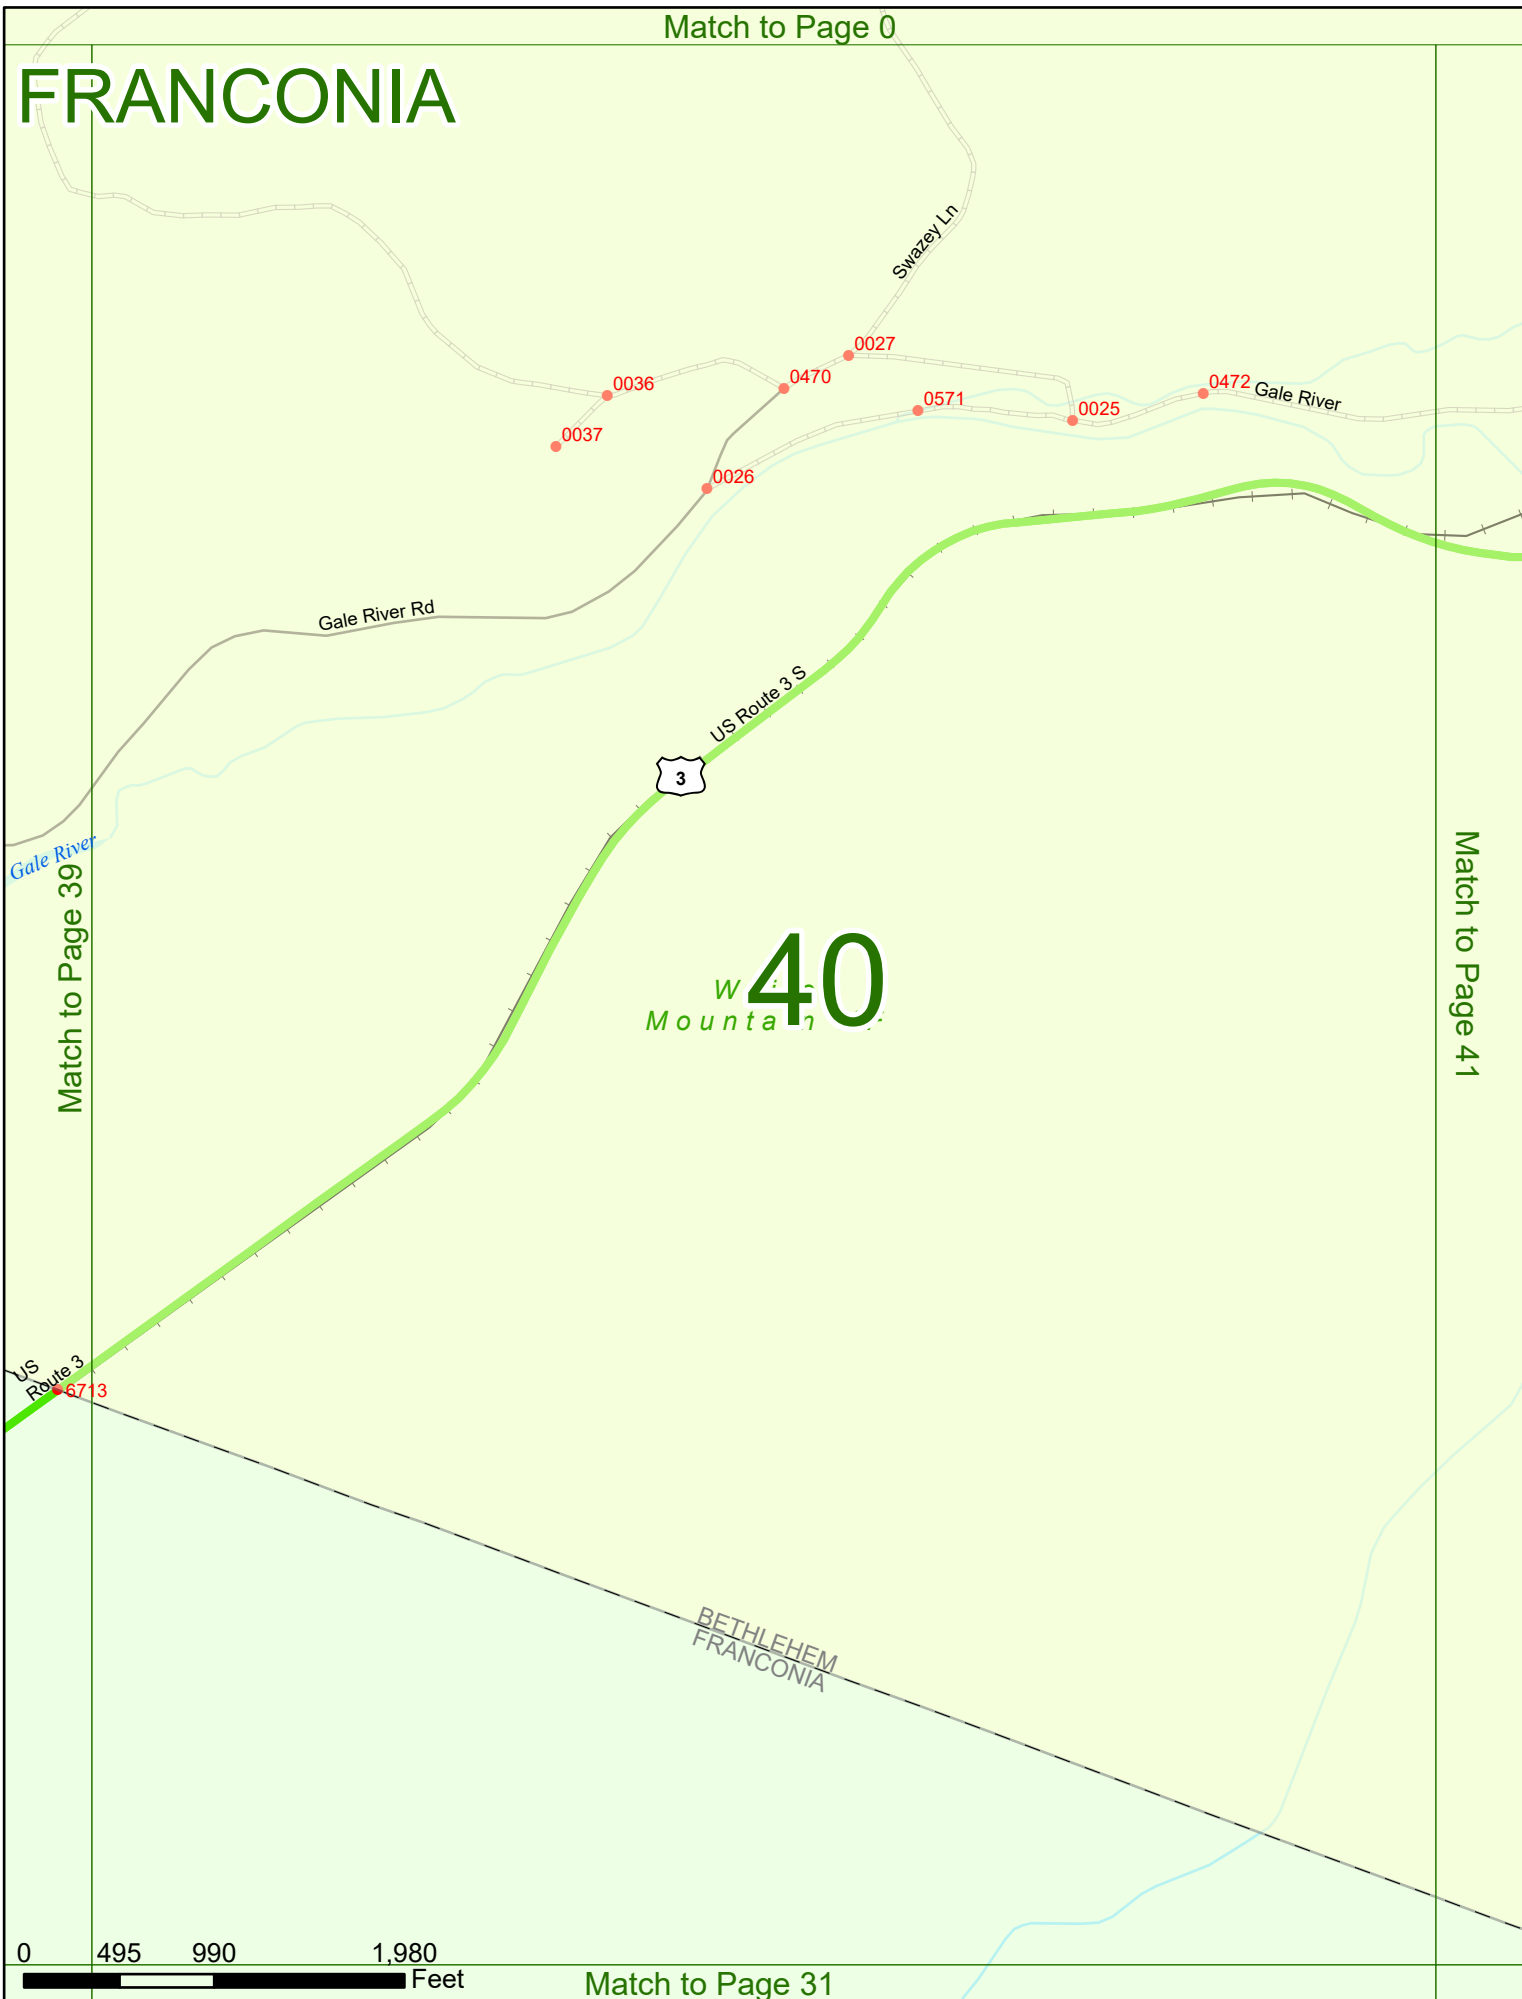 Match to Page 0
FRANCONIA
Swazey Ln
0027
0036
0470
0472
Gale River
0571
0025
0037
0026
Gale River Rd
US Route 3 S
3
Gale River
Match to Page 39
Match to Page 41
40
Mountain
US
Route 3
6713
BETHLEHEM
FRANCONIA
0 495 990 1,980
Feet
Match to Page 31